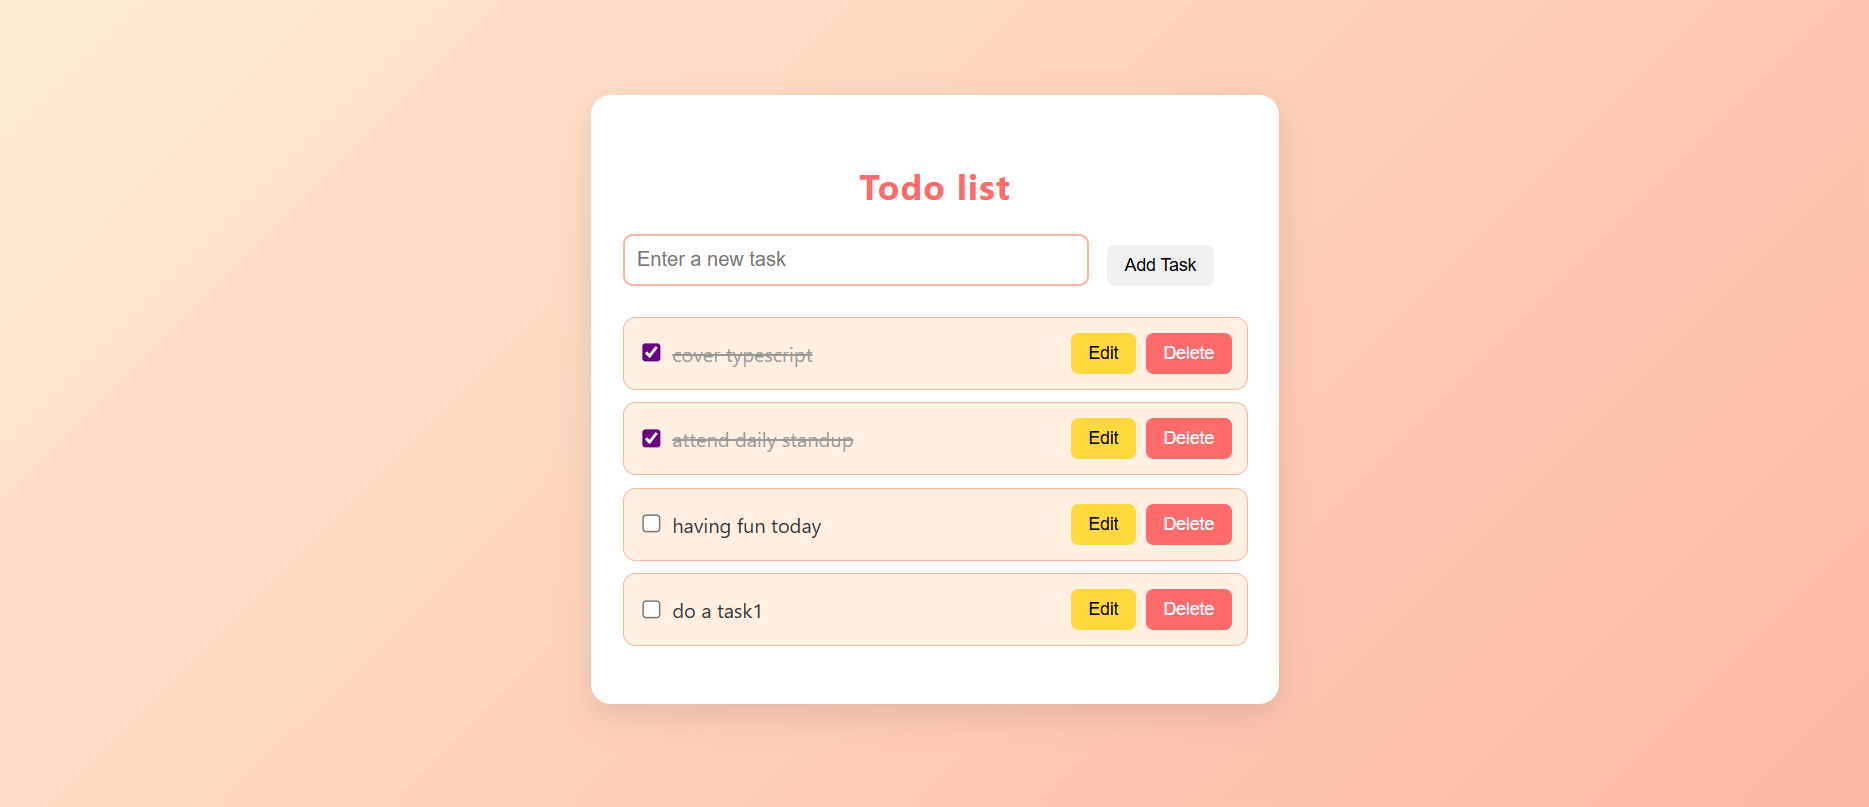 Todo list
Enter a new task Add Task
cover typescript Edit Delete
attend daily standup Edit Delete
having fun today Edit Delete
do a task1 Edit Delete